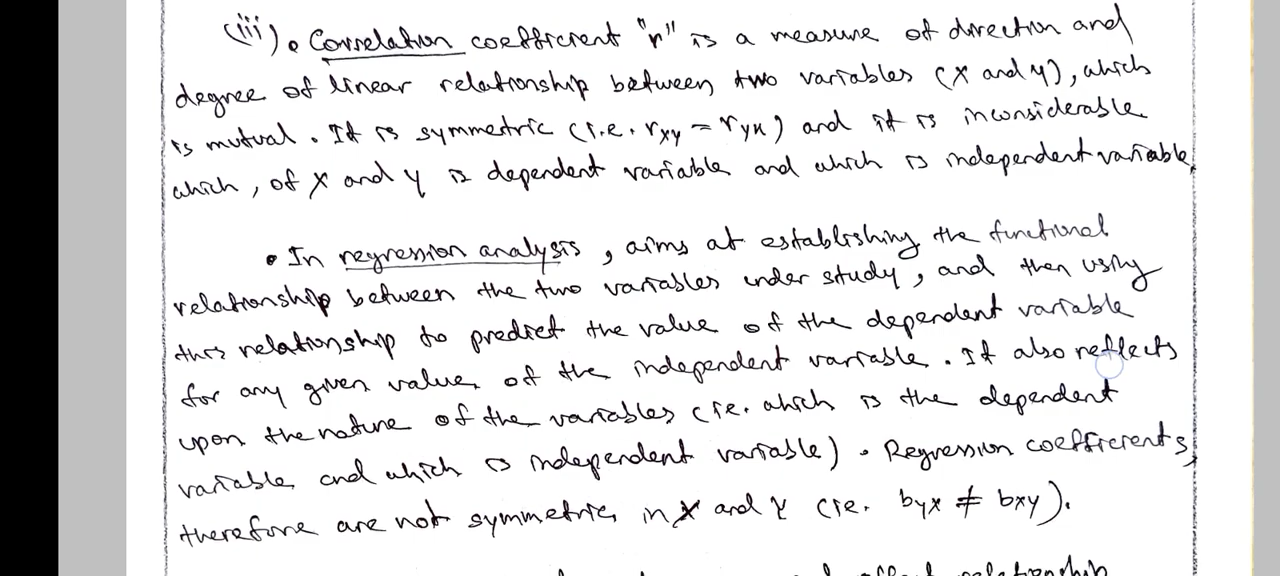 (iii). • Correlation coefficient "r" is a measure of direction and
degree of linear relationship between two variables (X and y), which
is mutual. It is symmetric (i.e. rxy = ryx) and it is inconsiderable
which, of X and Y is dependent variable and which is independent variable,
• In regression analysis, aims at establishing the functional
relationship between the two variables under study, and then using
this relationship to predict the value of the dependent variable
for any given value of the independent variable. It also reflects
upon the nature of the variables (ie. which is the dependent
variable and which is independent variable). Regression coefficients,
therefore are not symmetric in X and Y (ie. byx ≠ bxy).
relationship